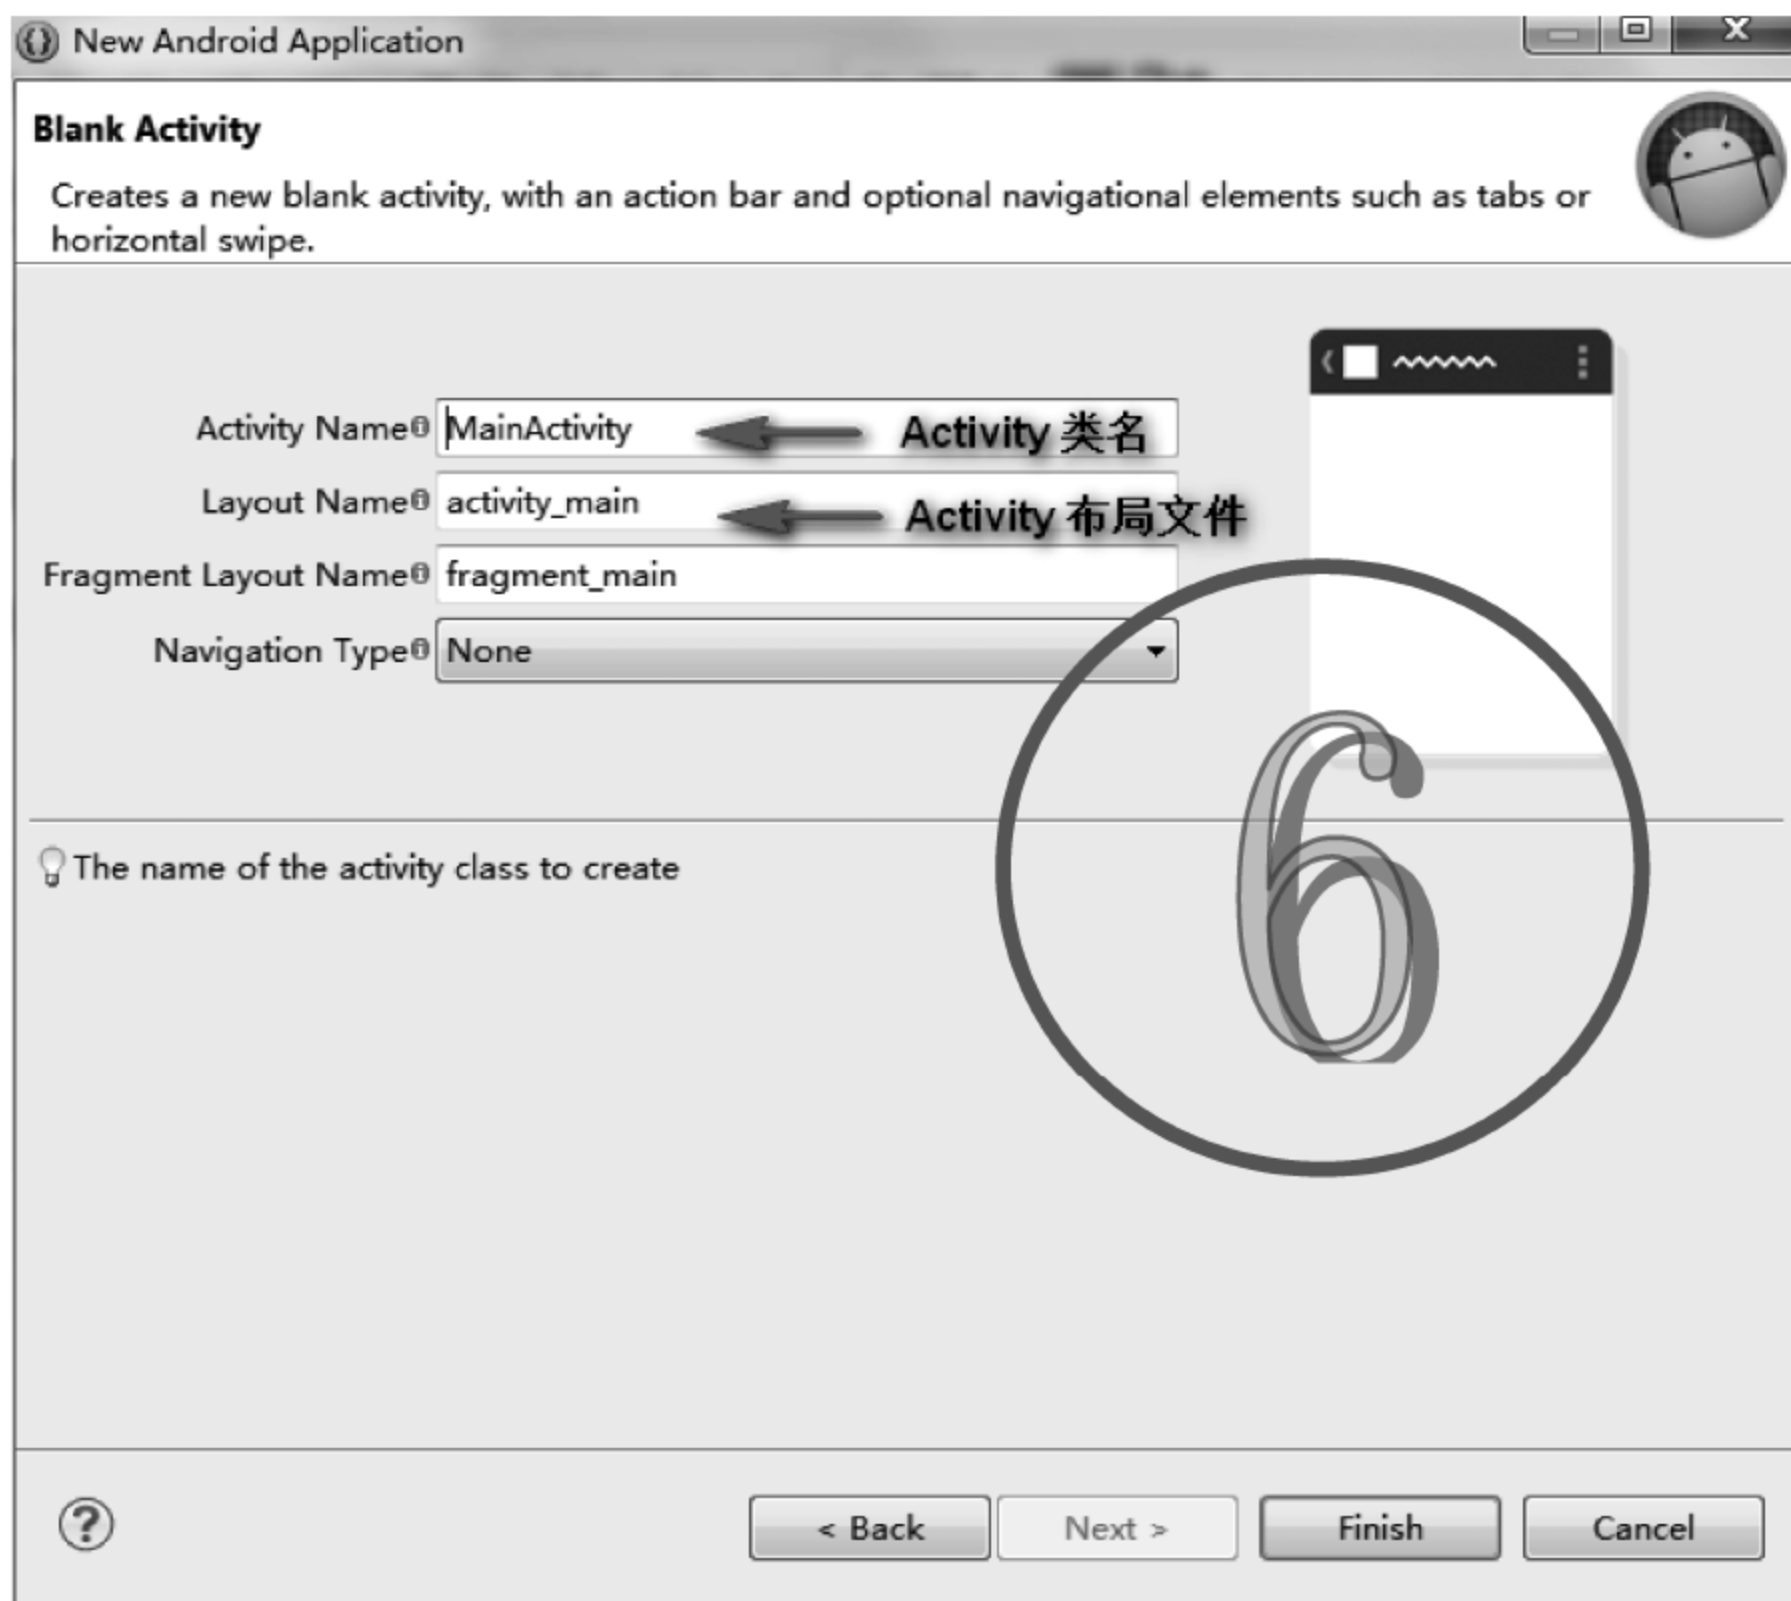 New Android Application
Blank Activity
Creates a new blank activity, with an action bar and optional navigational elements such as tabs or
horizontal swipe.
Activity Name MainActivity Activity 类名
Layout Name activity_main Activity 布局文件
Fragment Layout Name fragment_main
Navigation Type None
6
The name of the activity class to create
? < Back Next > Finish Cancel